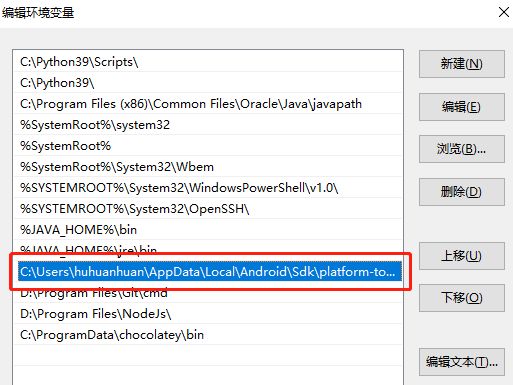 编辑环境变量
C:\Python39\Scripts\
C:\Python39\
C:\Program Files (x86)\Common Files\Oracle\Java\javapath
%SystemRoot%\system32
%SystemRoot%
%SystemRoot%\System32\Wbem
%SYSTEMROOT%\System32\WindowsPowerShell\v1.0\
%SYSTEMROOT%\System32\OpenSSH\
%JAVA_HOME%\bin
%JAVA_HOME%\jre\bin
C:\Users\huhuanhuan\AppData\Local\Android\Sdk\platform-to...
D:\Program Files\Git\cmd
D:\Program Files\NodeJs\
C:\ProgramData\chocolatey\bin
新建(N)
编辑(E)
浏览(B)...
删除(D)
上移(U)
下移(O)
编辑文本(T)...